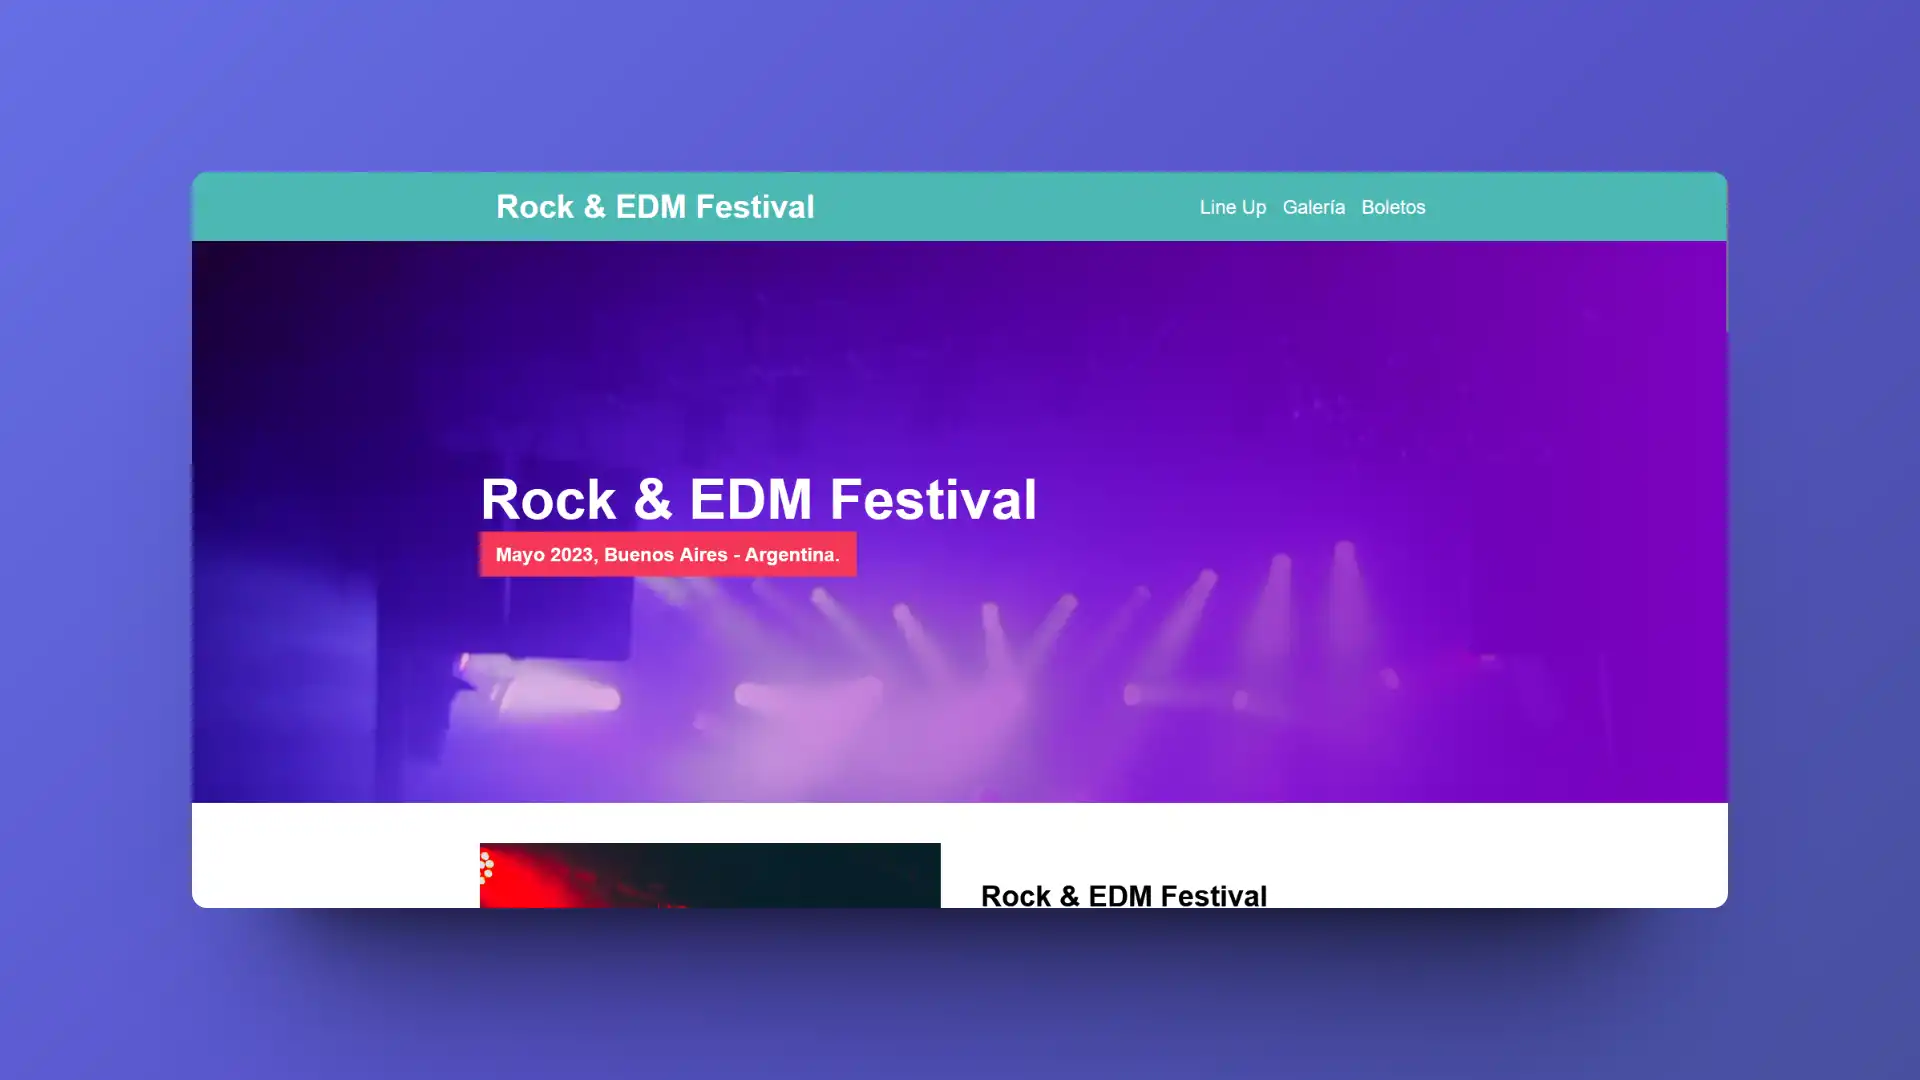 Rock & EDM Festival
Line Up Galería Boletos
Rock & EDM Festival
Mayo 2023, Buenos Aires - Argentina.
Rock & EDM Festival